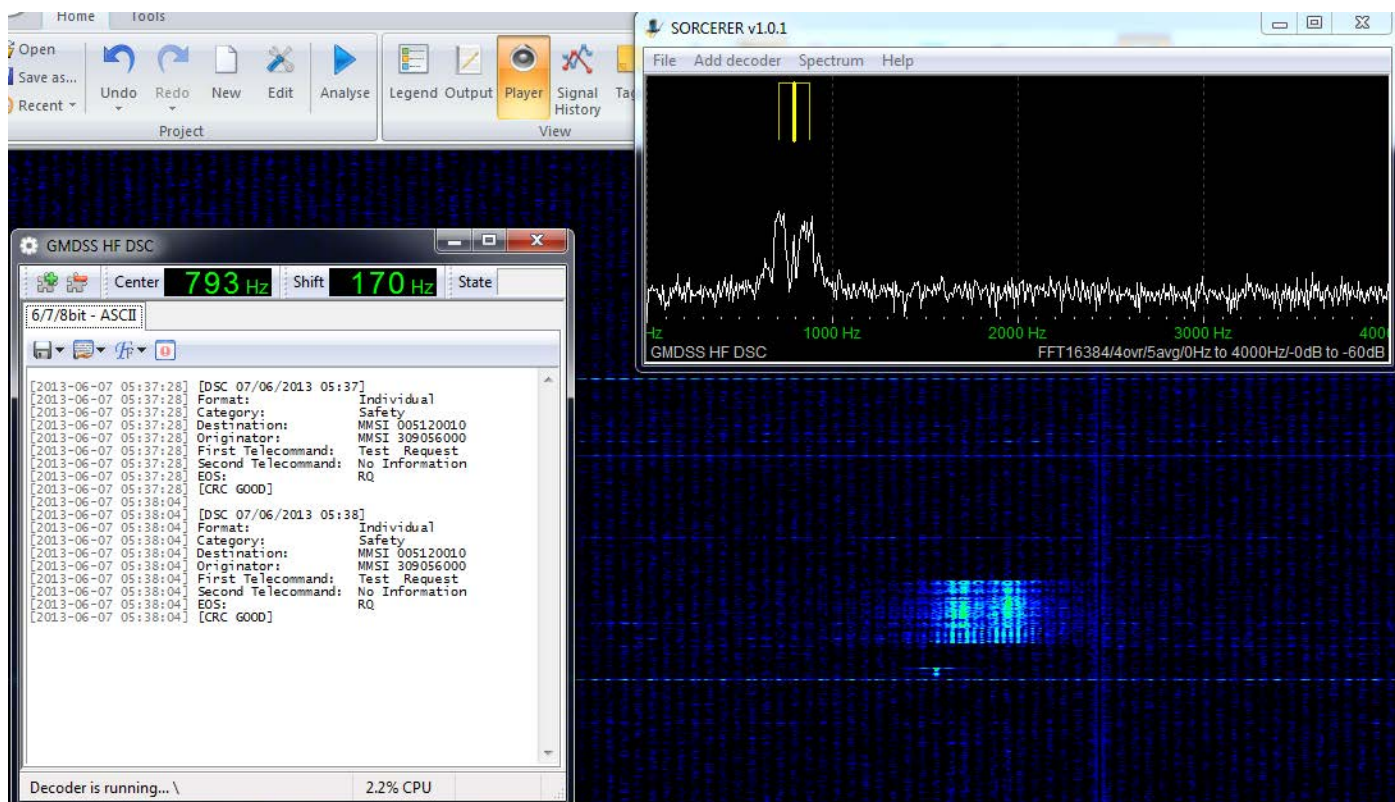 Home Tools
Open
Save as...
Recent
Undo Redo New Edit Analyse Legend Output Player Signal History
Project View
SORCERER v1.0.1
File Add decoder Spectrum Help
1000 Hz 2000 Hz 3000 Hz
GMDSS HF DSC FFT16384/4ovr/5avg/0Hz to 4000Hz/-0dB to -60dB
GMDSS HF DSC
Center 793 Hz Shift 170 Hz State
6/7/8bit - ASCII
[2013-06-07 05:37:28] [DSC 07/06/2013 05:37]
[2013-06-07 05:37:28] Format: Individual
[2013-06-07 05:37:28] Category: Safety
[2013-06-07 05:37:28] Destination: MMSI 005120010
[2013-06-07 05:37:28] Originator: MMSI 309056000
[2013-06-07 05:37:28] First Telecommand: Test Request
[2013-06-07 05:37:28] Second Telecommand: No Information
[2013-06-07 05:37:28] EOS: RQ
[2013-06-07 05:37:28] [CRC GOOD]
[2013-06-07 05:38:04]
[2013-06-07 05:38:04] [DSC 07/06/2013 05:38]
[2013-06-07 05:38:04] Format: Individual
[2013-06-07 05:38:04] Category: Safety
[2013-06-07 05:38:04] Destination: MMSI 005120010
[2013-06-07 05:38:04] Originator: MMSI 309056000
[2013-06-07 05:38:04] First Telecommand: Test Request
[2013-06-07 05:38:04] Second Telecommand: No Information
[2013-06-07 05:38:04] EOS: RQ
[2013-06-07 05:38:04] [CRC GOOD]
Decoder is running... \ 2.2% CPU